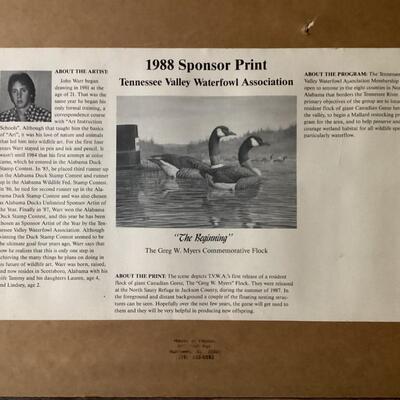 1988 Sponsor Print
Tennessee Valley Waterfowl Association
ABOUT THE ARTIST:
John Warr began
drawing in 1981 at the
age of 21. That was the
same year he began his
only formal training, a
correspondence course
with "Art Instruction
Schools". Although that taught him the basics
of "Art", it was his love of nature and animals
that led him into wildlife art. For the first four
years Warr stayed in pen and ink and pencil. It
wasn't until 1984 that his first attempt at color
came, which he entered in the Alabama Duck
Stamp Contest. In '85, he placed third runner up
in the Alabama Duck Stamp Contest and runner
up in the Alabama Wildlife Fed. Stamp Contest.
In '86, he tied for second runner up in the Ala-
bama Duck Stamp Contest and was also chosen
as Alabama Ducks Unlimited Sponsor Artist of
the Year. Finally in '87, Warr won the Alabama
Duck Stamp Contest, and this year he has been
chosen as Sponsor Artist of the Year by the Ten-
nessee Valley Waterfowl Association. Although
winning the Duck Stamp Contest seemed to be
the ultimate goal four years ago, Warr says that
now he realizes that this is only one step in
achieving the many things he plans on doing in
his future of wildlife art. Warr was born, raised,
and now resides in Scottsboro, Alabama with his
wife Tammy and his daughters Lauren, age 4,
and Lindsey, age 2.
"The Beginning"
The Greg W. Myers Commemorative Flock
ABOUT THE PRINT: The scene depicts T.V.W.A.'s first release of a resident
flock of giant Canadian Geese, The "Greg W. Myers" Flock. They were released
at the North Sauty Refuge in Jackson County, during the summer of 1987. In
the foreground and distant background a couple of the floating nesting struc-
tures can be seen. Hopefully over the next few years, the geese will get used to
them and they will be very helpful in producing new offspring.
ABOUT THE PROGRAM: The Tennessee
Valley Waterfowl Association Membership
open to anyone in the eight counties in North
Alabama that borders the Tennessee River.
primary objectives of the group are to locate
resident flock of giant Canadian Geese
the valley, to begin a Mallard restocking pro-
gram for the area, and to help preserve and
courage wetland habitat for all wildlife spec
particularly waterfowl.